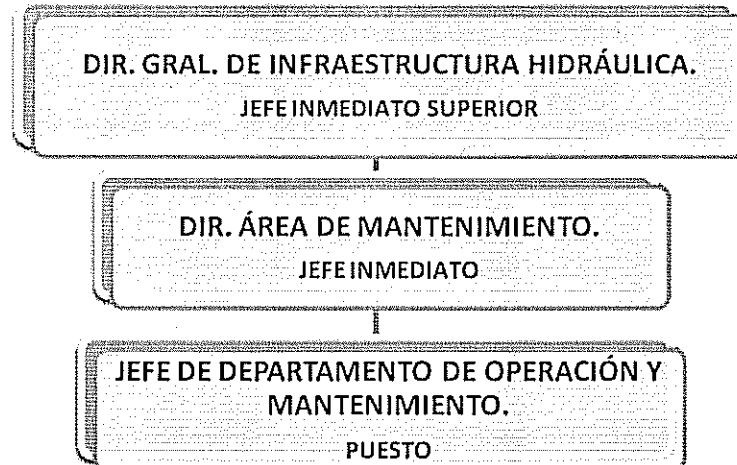 DIR. GRAL. DE INFRAESTRUCTURA HIDRÁULICA.
JEFE INMEDIATO SUPERIOR
DIR. ÁREA DE MANTENIMIENTO.
JEFE INMEDIATO
JEFE DE DEPARTAMENTO DE OPERACIÓN Y
MANTENIMIENTO.
PUESTO